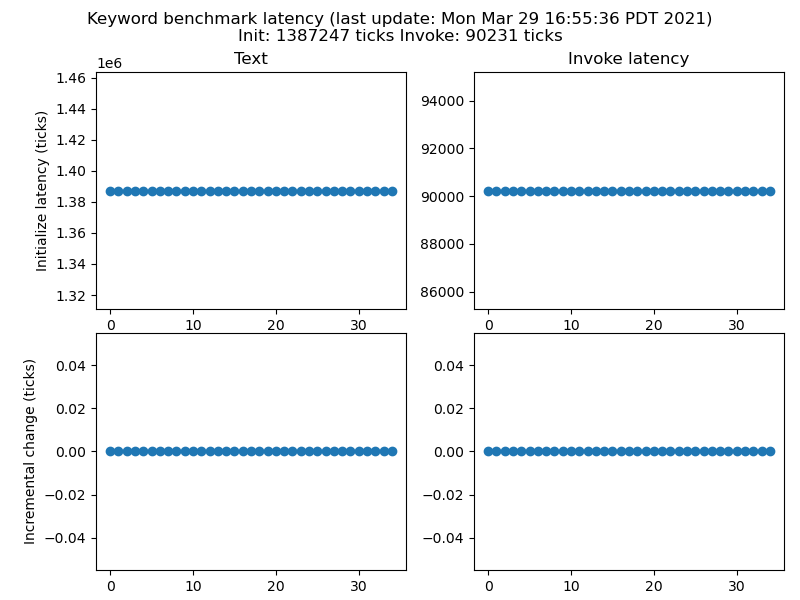 Keyword benchmark latency (last update: Mon Mar 29 16:55:36 PDT 2021)
Init: 1387247 ticks Invoke: 90231 ticks
Text
1e6
Initialize latency (ticks)
1.46
1.44
1.42
1.40
1.38
1.36
1.34
1.32
0 10 20 30
Invoke latency
94000
92000
90000
88000
86000
0 10 20 30
Incremental change (ticks)
0.04
0.02
0.00
−0.02
−0.04
0 10 20 30
0.04
0.02
0.00
−0.02
−0.04
0 10 20 30